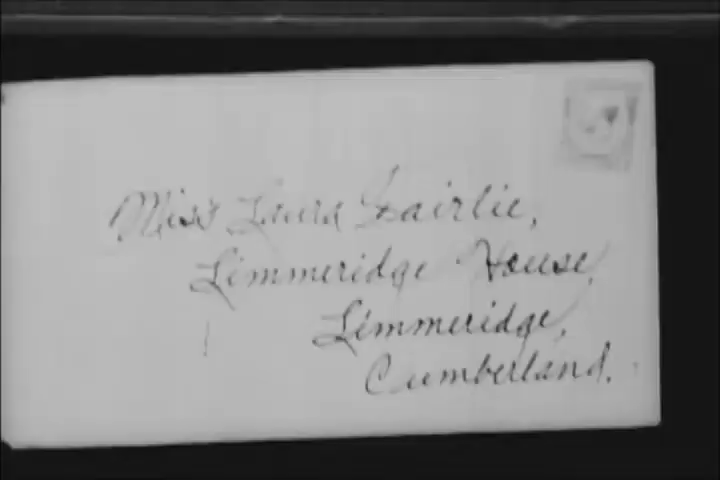 Miss Laura Fairlie,
Limmeridge House,
Limmeridge,
Cumberland.